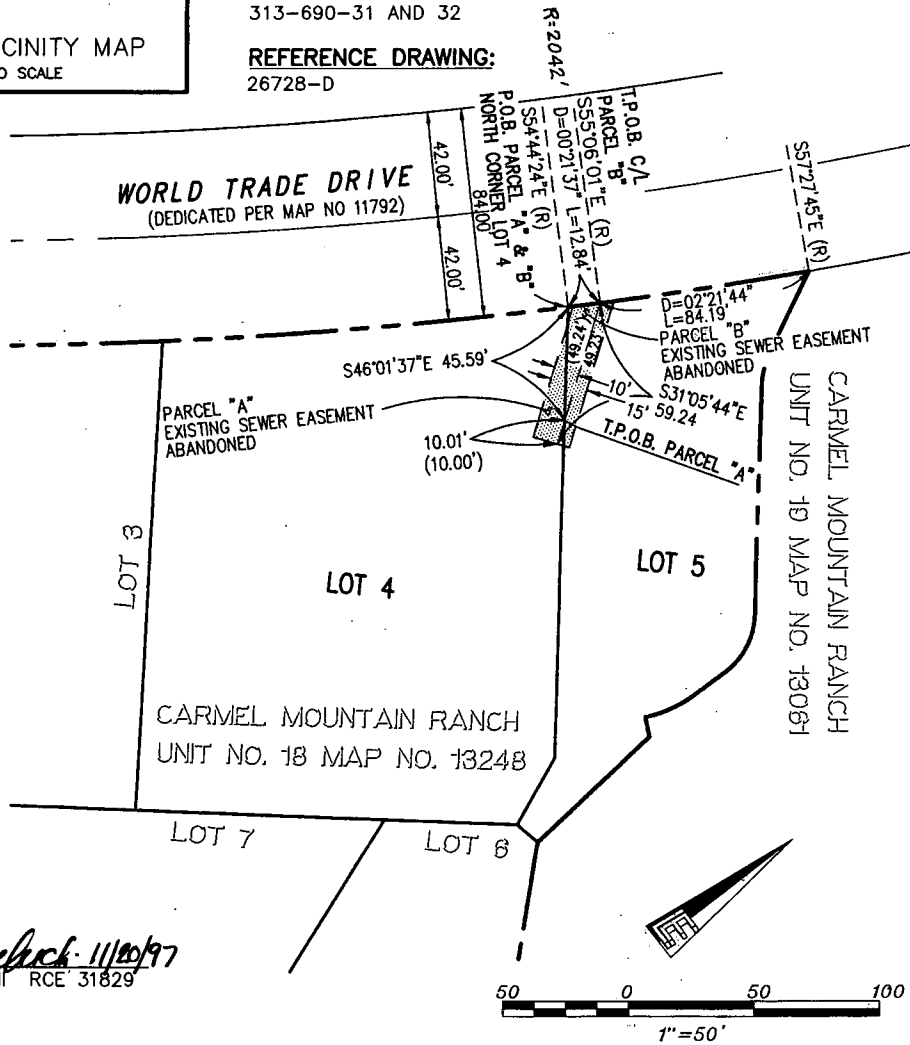 CINITY MAP
O SCALE
313-690-31 AND 32
REFERENCE DRAWING:
26728-D
R=2042'
T.P.O.B. C/L
PARCEL "B"
S55°06'01"E (R)
D=00°21'37" L=12.84'
S54°44'24"E (R)
P.O.B. PARCEL "A" & "B"
NORTH CORNER LOT 4
S57°27'45"E (R)
WORLD TRADE DRIVE
(DEDICATED PER MAP NO 11792)
42.00'
84.00'
42.00'
D=02°21'44"
L=84.19'
PARCEL "B"
EXISTING SEWER EASEMENT
ABANDONED
(49.24')
49.23'
S46°01'37"E 45.59'
10'
15'
S31°05'44"E
59.24
T.P.O.B. PARCEL "A"
PARCEL "A"
EXISTING SEWER EASEMENT
ABANDONED
10.01'
(10.00')
LOT 3
LOT 4
LOT 5
CARMEL MOUNTAIN RANCH
UNIT NO. 19 MAP NO. 13061
CARMEL MOUNTAIN RANCH
UNIT NO. 18 MAP NO. 13248
LOT 7
LOT 6
11/20/97
RCE 31829
50 0 50 100
1"=50'